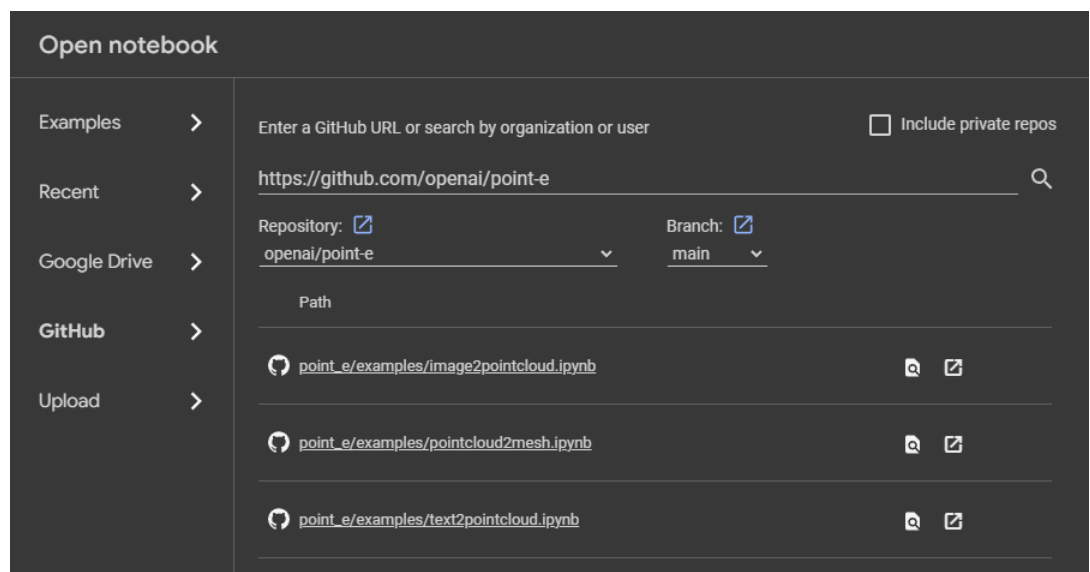 Open notebook
Examples
Recent
Google Drive
GitHub
Upload
Enter a GitHub URL or search by organization or user
Include private repos
https://github.com/openai/point-e
Repository:
Branch:
openai/point-e
main
Path
point_e/examples/image2pointcloud.ipynb
point_e/examples/pointcloud2mesh.ipynb
point_e/examples/text2pointcloud.ipynb